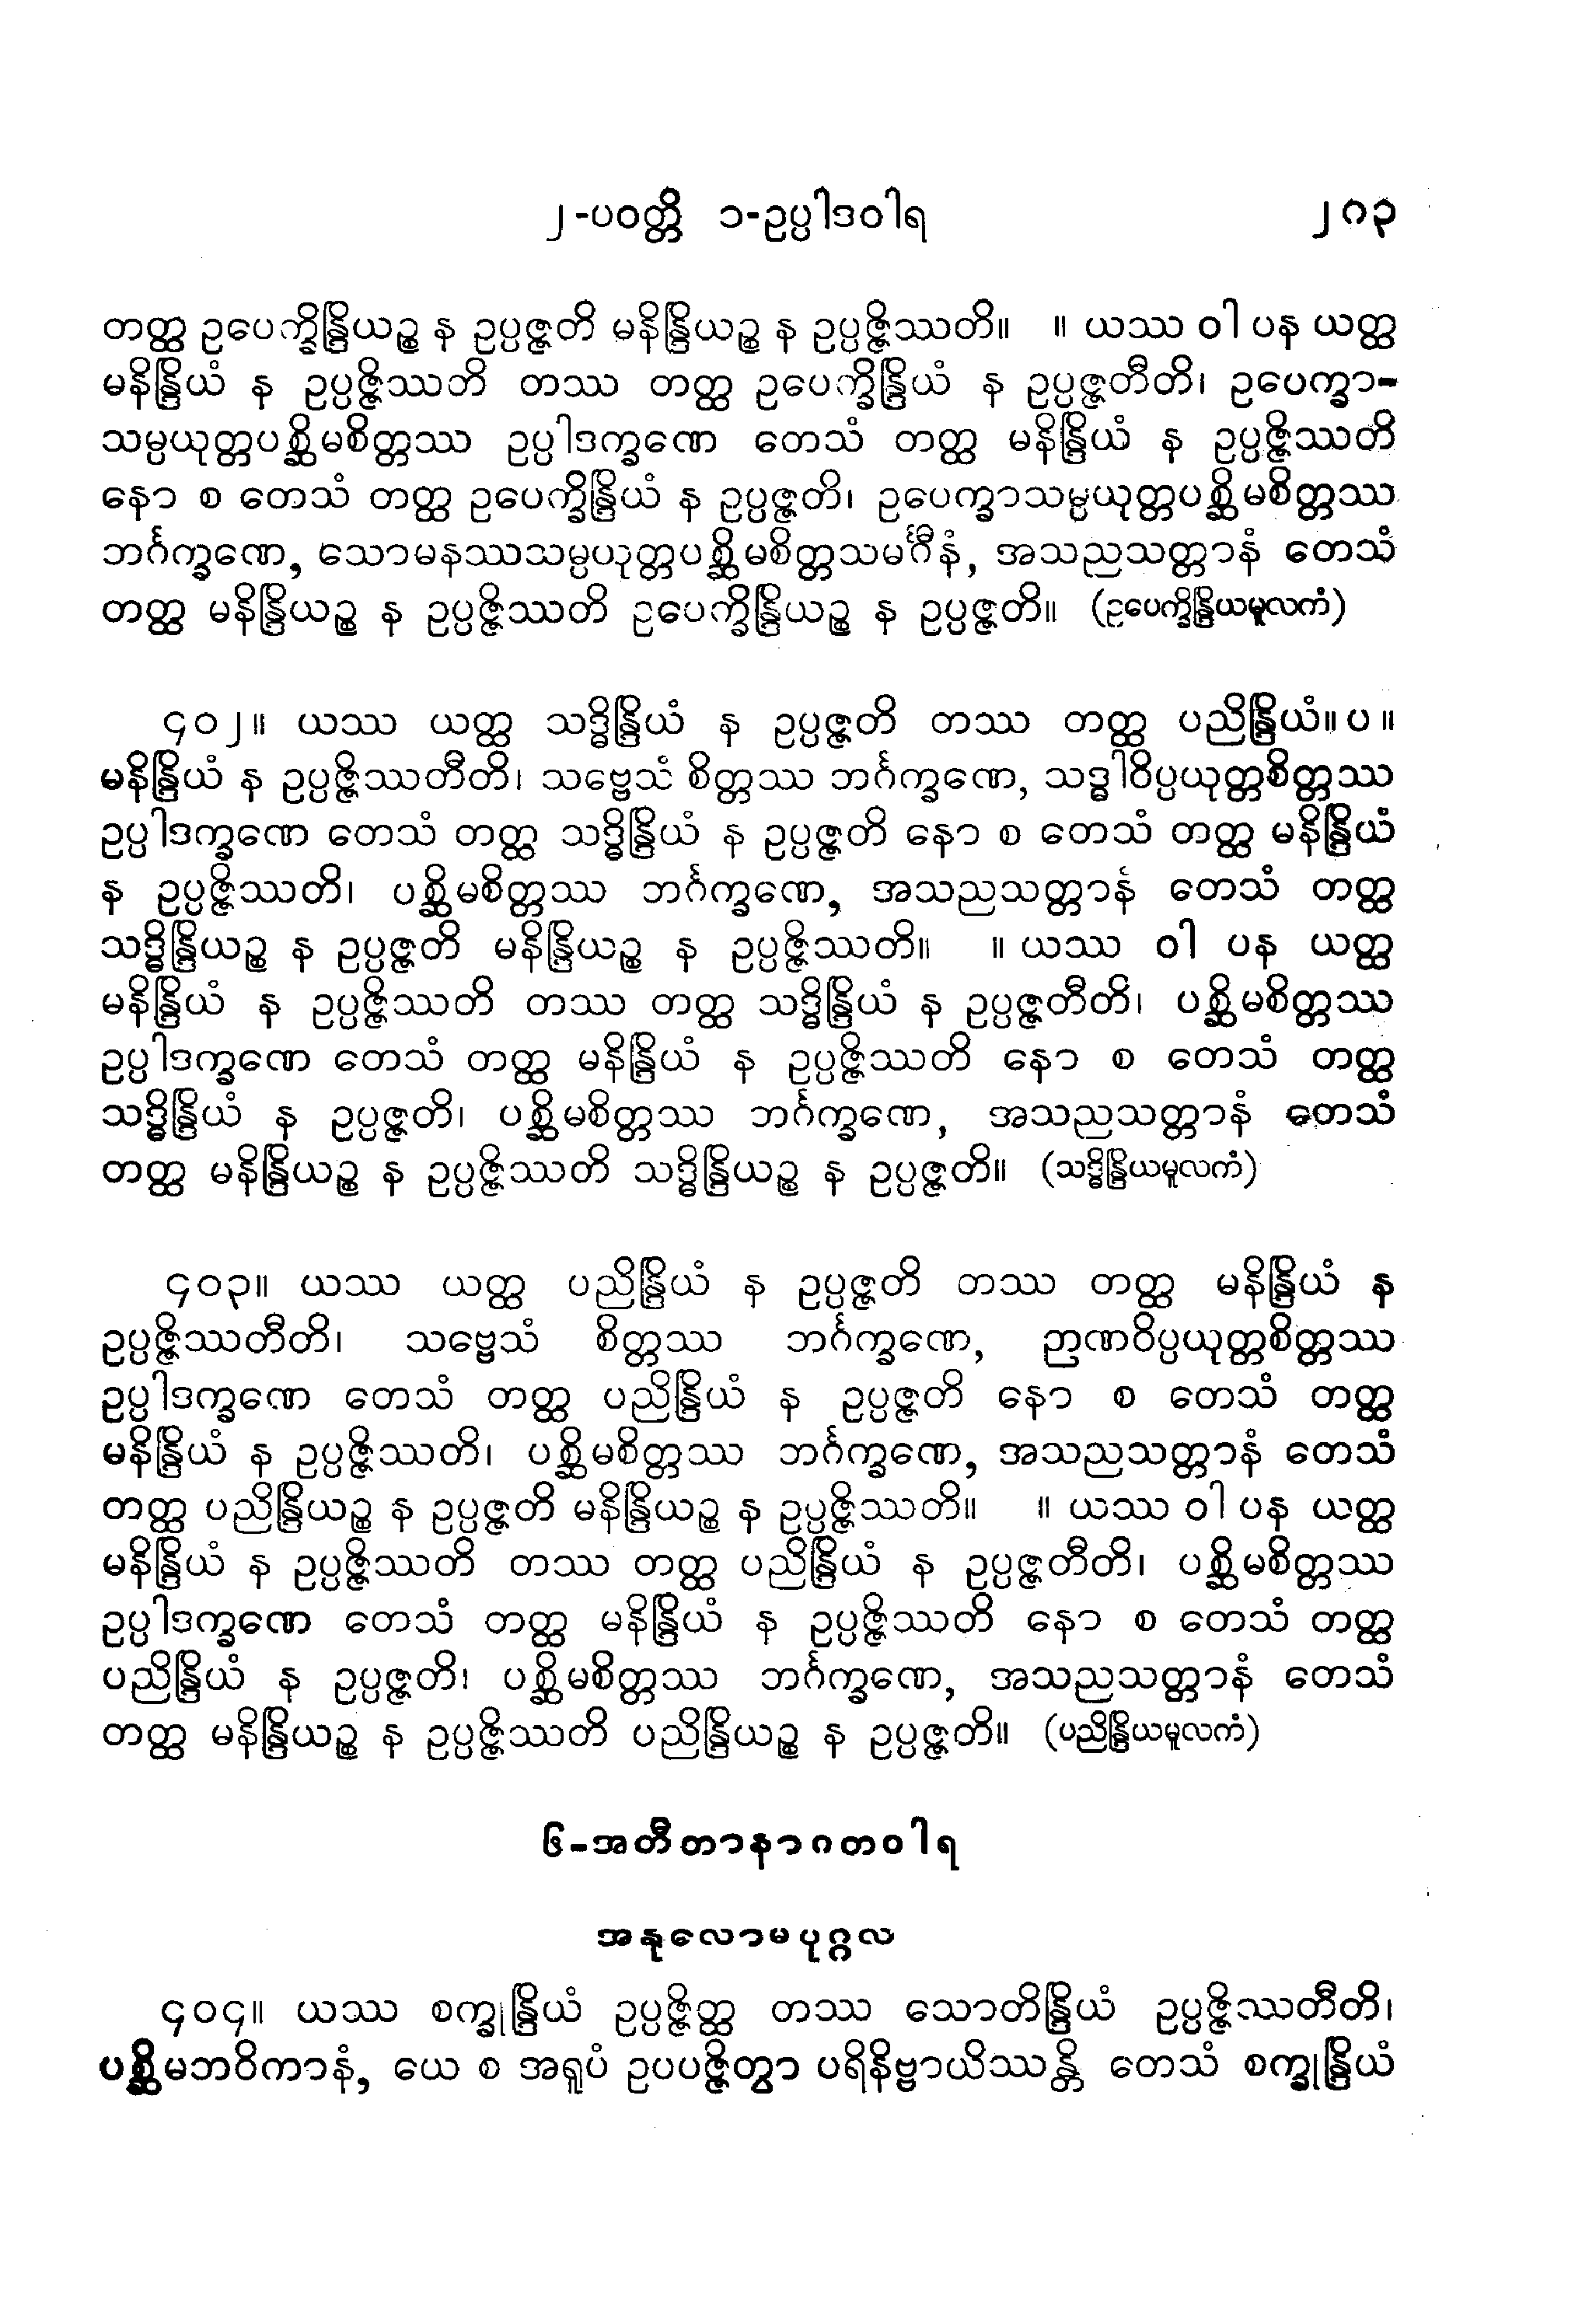 ၂-ပဝတ္တိ ၁-ဥပ္ပါဒဝါရ ၂၈၃
တတ္ထ ဥပေက္ခိန္ဒြိယဉ္စ န ဥပ္ပဇ္ဇတိ မနိန္ဒြိယဉ္စ န ဥပ္ပဇ္ဇိဿတိ။ ။ ယဿ ဝါ ပန ယတ္ထ
မနိန္ဒြိယံ န ဥပ္ပဇ္ဇိဿတိ တဿ တတ္ထ ဥပေက္ခိန္ဒြိယံ န ဥပ္ပဇ္ဇတီတိ၊ ဥပေက္ခာ-
သမ္ပယုတ္တပစ္ဆိမစိတ္တဿ ဥပ္ပါဒက္ခဏေ တေသံ တတ္ထ မနိန္ဒြိယံ န ဥပ္ပဇ္ဇိဿတိ
နော စ တေသံ တတ္ထ ဥပေက္ခိန္ဒြိယံ န ဥပ္ပဇ္ဇတိ၊ ဥပေက္ခာသမ္ပယုတ္တပစ္ဆိမစိတ္တဿ
ဘင်္ဂက္ခဏေ, သောမနဿသမ္ပယုတ္တပစ္ဆိမစိတ္တသမင်္ဂီနံ, အသညသတ္တာနံ တေသံ
တတ္ထ မနိန္ဒြိယဉ္စ န ဥပ္ပဇ္ဇိဿတိ ဥပေက္ခိန္ဒြိယဉ္စ န ဥပ္ပဇ္ဇတိ။ (ဥပေက္ခိန္ဒြိယမူလကံ)
၄၀၂။ ယဿ ယတ္ထ သဒ္ဓိန္ဒြိယံ န ဥပ္ပဇ္ဇတိ တဿ တတ္ထ ပညိန္ဒြိယံ။ပ။
မနိန္ဒြိယံ န ဥပ္ပဇ္ဇိဿတီတိ၊ သဗ္ဗေသံ စိတ္တဿ ဘင်္ဂက္ခဏေ, သဒ္ဓါဝိပ္ပယုတ္တစိတ္တဿ
ဥပ္ပါဒက္ခဏေ တေသံ တတ္ထ သဒ္ဓိန္ဒြိယံ န ဥပ္ပဇ္ဇတိ နော စ တေသံ တတ္ထ မနိန္ဒြိယံ
န ဥပ္ပဇ္ဇိဿတိ၊ ပစ္ဆိမစိတ္တဿ ဘင်္ဂက္ခဏေ, အသညသတ္တာနံ တေသံ တတ္ထ
သဒ္ဓိန္ဒြိယဉ္စ န ဥပ္ပဇ္ဇတိ မနိန္ဒြိယဉ္စ န ဥပ္ပဇ္ဇိဿတိ။ ။ ယဿ ဝါ ပန ယတ္ထ
မနိန္ဒြိယံ န ဥပ္ပဇ္ဇိဿတိ တဿ တတ္ထ သဒ္ဓိန္ဒြိယံ န ဥပ္ပဇ္ဇတီတိ၊ ပစ္ဆိမစိတ္တဿ
ဥပ္ပါဒက္ခဏေ တေသံ တတ္ထ မနိန္ဒြိယံ န ဥပ္ပဇ္ဇိဿတိ နော စ တေသံ တတ္ထ
သဒ္ဓိန္ဒြိယံ န ဥပ္ပဇ္ဇတိ၊ ပစ္ဆိမစိတ္တဿ ဘင်္ဂက္ခဏေ, အသညသတ္တာနံ တေသံ
တတ္ထ မနိန္ဒြိယဉ္စ န ဥပ္ပဇ္ဇိဿတိ သဒ္ဓိန္ဒြိယဉ္စ န ဥပ္ပဇ္ဇတိ။ (သဒ္ဓိန္ဒြိယမူလကံ)
၄၀၃။ ယဿ ယတ္ထ ပညိန္ဒြိယံ န ဥပ္ပဇ္ဇတိ တဿ တတ္ထ မနိန္ဒြိယံ န
ဥပ္ပဇ္ဇိဿတီတိ၊ သဗ္ဗေသံ စိတ္တဿ ဘင်္ဂက္ခဏေ, ဉာဏဝိပ္ပယုတ္တစိတ္တဿ
ဥပ္ပါဒက္ခဏေ တေသံ တတ္ထ ပညိန္ဒြိယံ န ဥပ္ပဇ္ဇတိ နော စ တေသံ တတ္ထ
မနိန္ဒြိယံ န ဥပ္ပဇ္ဇိဿတိ၊ ပစ္ဆိမစိတ္တဿ ဘင်္ဂက္ခဏေ, အသညသတ္တာနံ တေသံ
တတ္ထ ပညိန္ဒြိယဉ္စ န ဥပ္ပဇ္ဇတိ မနိန္ဒြိယဉ္စ န ဥပ္ပဇ္ဇိဿတိ။ ။ ယဿ ဝါ ပန ယတ္ထ
မနိန္ဒြိယံ န ဥပ္ပဇ္ဇိဿတိ တဿ တတ္ထ ပညိန္ဒြိယံ န ဥပ္ပဇ္ဇတီတိ၊ ပစ္ဆိမစိတ္တဿ
ဥပ္ပါဒက္ခဏေ တေသံ တတ္ထ မနိန္ဒြိယံ န ဥပ္ပဇ္ဇိဿတိ နော စ တေသံ တတ္ထ
ပညိန္ဒြိယံ န ဥပ္ပဇ္ဇတိ၊ ပစ္ဆိမစိတ္တဿ ဘင်္ဂက္ခဏေ, အသညသတ္တာနံ တေသံ
တတ္ထ မနိန္ဒြိယဉ္စ န ဥပ္ပဇ္ဇိဿတိ ပညိန္ဒြိယဉ္စ န ဥပ္ပဇ္ဇတိ။ (ပညိန္ဒြိယမူလကံ)
၆-အတီတာနာဂတဝါရ
အနုလောမပုဂ္ဂလ
၄၀၄။ ယဿ စက္ခုန္ဒြိယံ ဥပ္ပဇ္ဇိတ္ထ တဿ သောတိန္ဒြိယံ ဥပ္ပဇ္ဇိဿတီတိ၊
ပစ္ဆိမဘဝိကာနံ, ယေ စ အရူပံ ဥပပဇ္ဇိတွာ ပရိနိဗ္ဗာယိဿန္တိ တေသံ စက္ခုန္ဒြိယံ